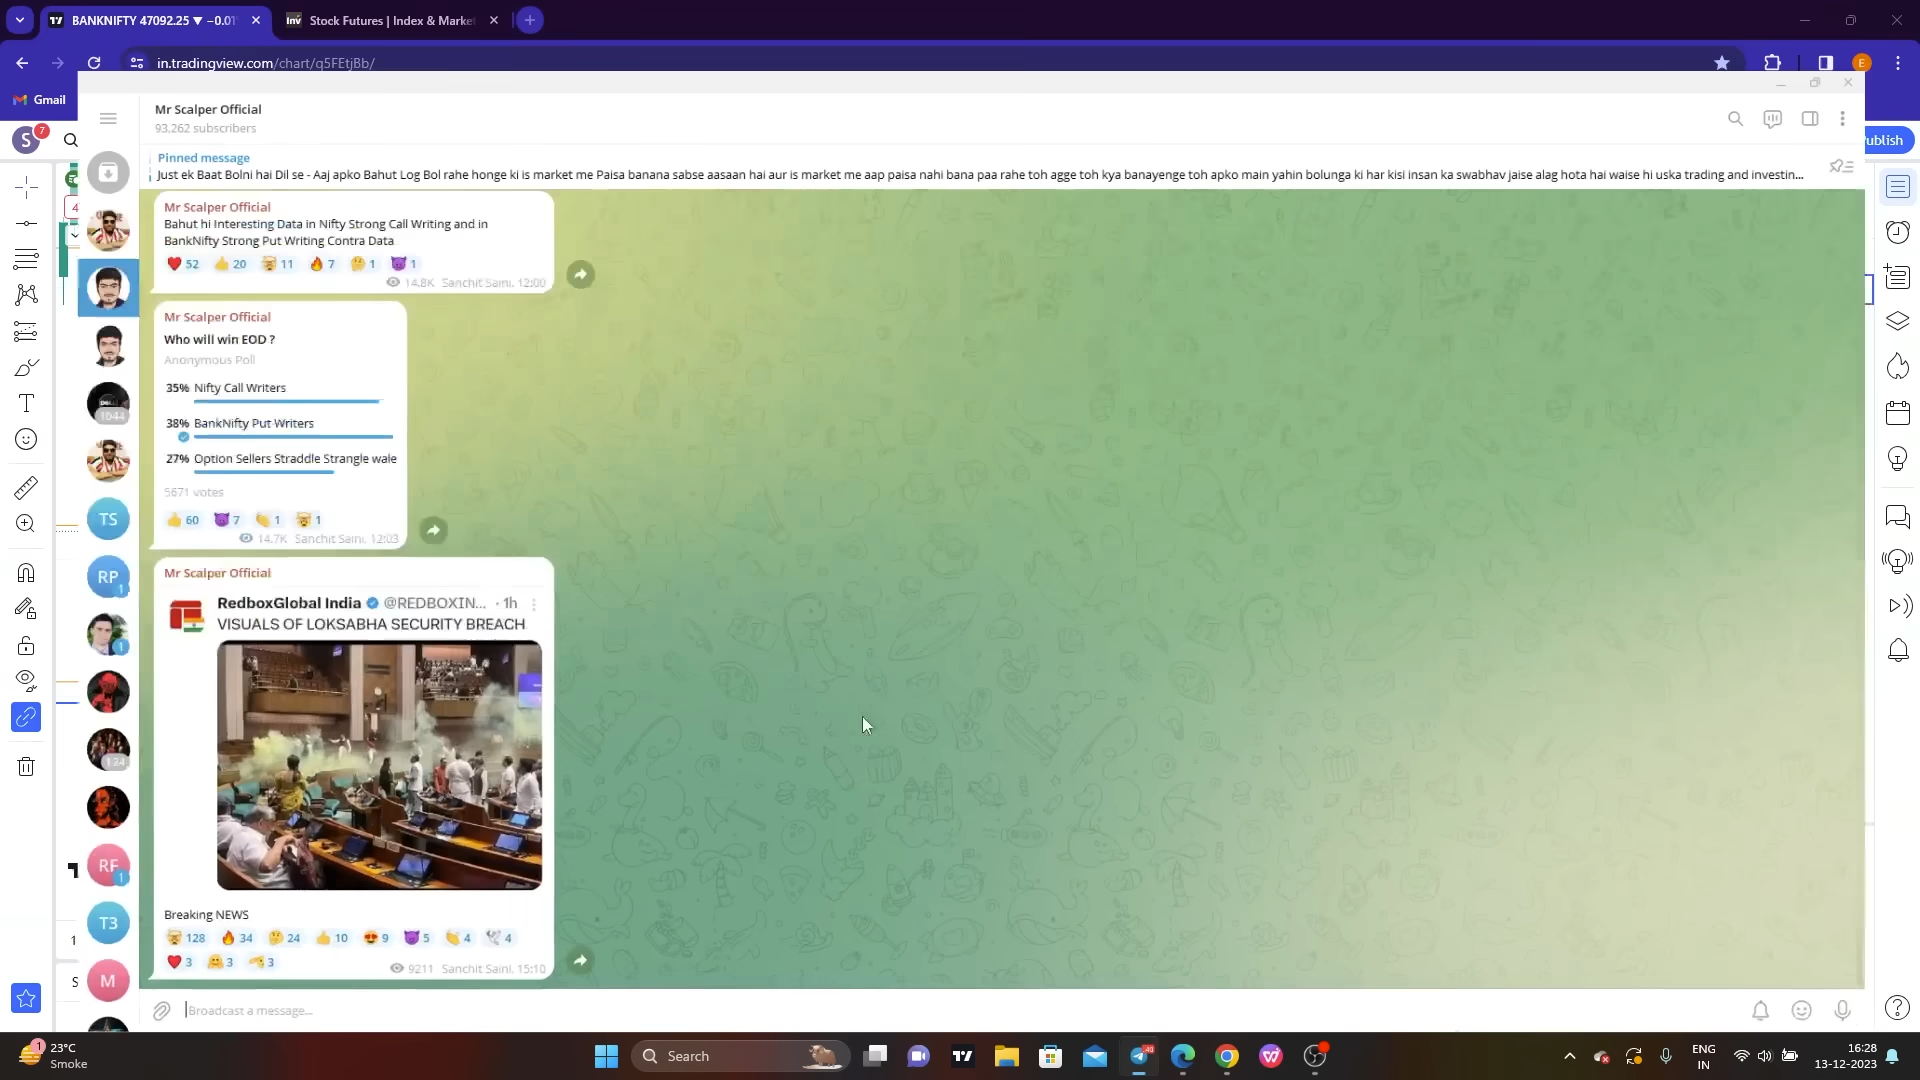 BANKNIFTY 47092.25 ▼ −0.01
Stock Futures | Index & Marke
in.tradingview.com/chart/q5FEtjBb/
E
Gmail
Mr Scalper Official
93,262 subscribers
S
7
ublish
Pinned message
Just ek Baat Bolni hai Dil se - Aaj apko Bahut Log Bol rahe honge ki is market me Paisa banana sabse aasaan hai aur is market me aap paisa nahi bana paa rahe toh agge toh kya banayenge toh apko main yahin bolunga ki har kisi insan ka swabhav jaise alag hota hai waise hi uska trading and investin...
4
Mr Scalper Official
Bahut hi Interesting Data in Nifty Strong Call Writing and in
BankNifty Strong Put Writing Contra Data
52 20 11 7 1 1
14.8K Sanchit Saini, 12:00
Mr Scalper Official
Who will win EOD ?
Anonymous Poll
35% Nifty Call Writers
38% BankNifty Put Writers
27% Option Sellers Straddle Strangle wale
5671 votes
60 7 1 1
14.7K Sanchit Saini, 12:03
TS
RP
1
1
RF
1
T3
M
Mr Scalper Official
RedboxGlobal India @REDBOXIN... · 1h
VISUALS OF LOKSABHA SECURITY BREACH
Breaking NEWS
128 34 24 10 9 5 4 4
3 3 3
9211 Sanchit Saini, 15:10
1
S
Broadcast a message...
23°C
Smoke
Search
ENG
IN
16:28
13-12-2023